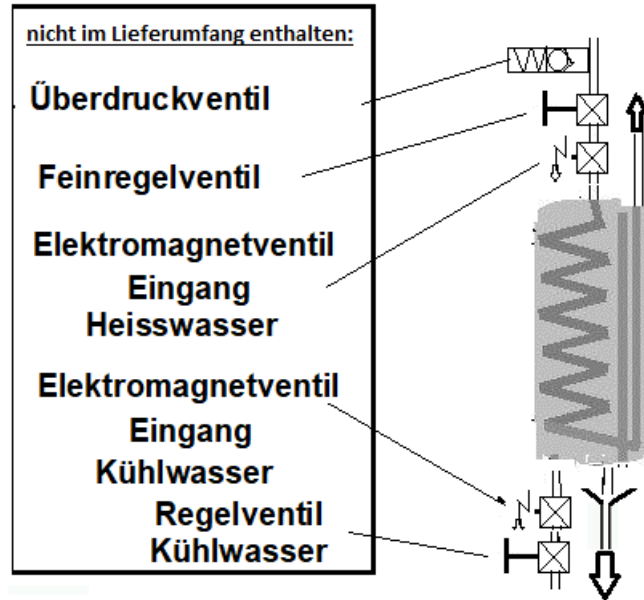 nicht im Lieferumfang enthalten:
Überdruckventil
Feinregelventil
Elektromagnetventil
Eingang
Heisswasser
Elektromagnetventil
Eingang
Kühlwasser
Regelventil
Kühlwasser